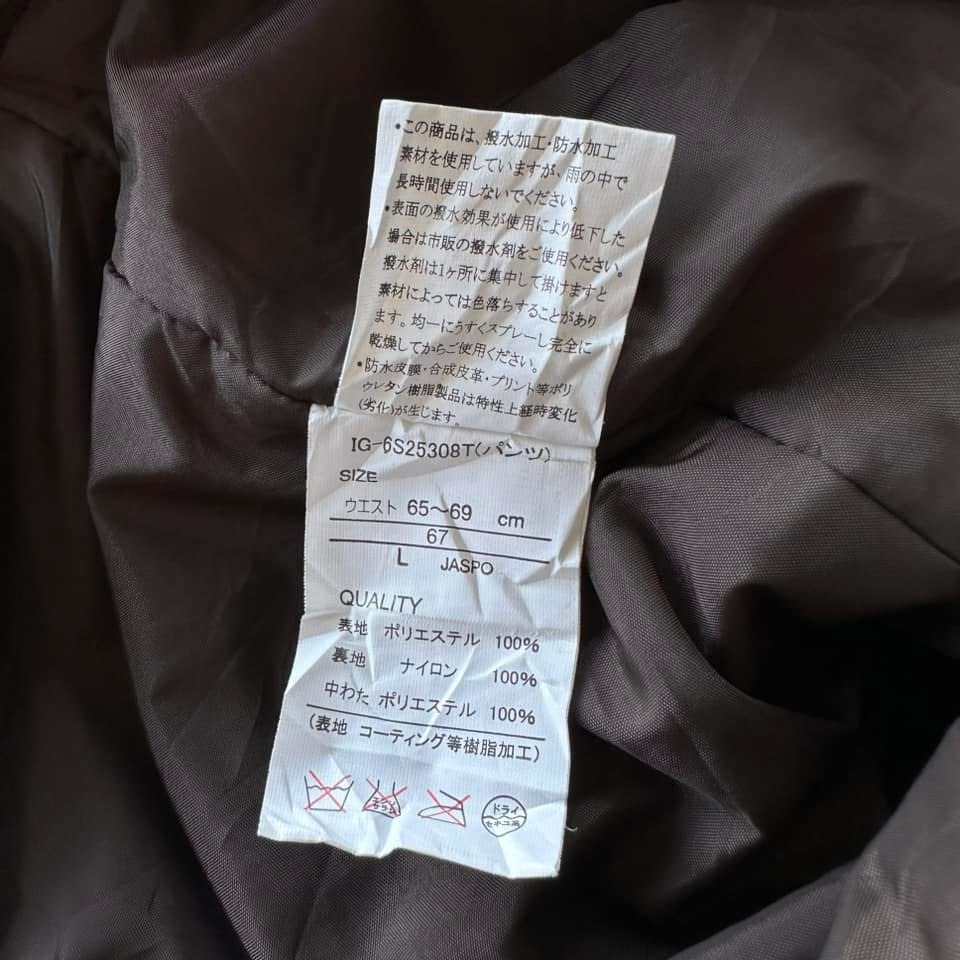 ・この商品は、撥水加工・防水加工
素材を使用していますが、雨の中で
長時間使用しないでください。
・表面の撥水効果が使用により低下した
場合は市販の撥水剤をご使用ください。
撥水剤は1ヶ所に集中して掛けますと
素材によっては色落ちすることがあり
ます。均一にうすくスプレーし完全に
乾燥してからご使用ください。
・防水皮膜・合成皮革・プリント等ポリ
ウレタン樹脂製品は特性上経時変化
(劣化)が生じます。
IG-6S25308T(パンツ)
SIZE
ウエスト 65〜69 cm
67
L JASPO
QUALITY
表地 ポリエステル 100%
裏地 ナイロン 100%
中わた ポリエステル 100%
(表地 コーティング等樹脂加工)
エンソ
サラシ
ドライ
セキユ系